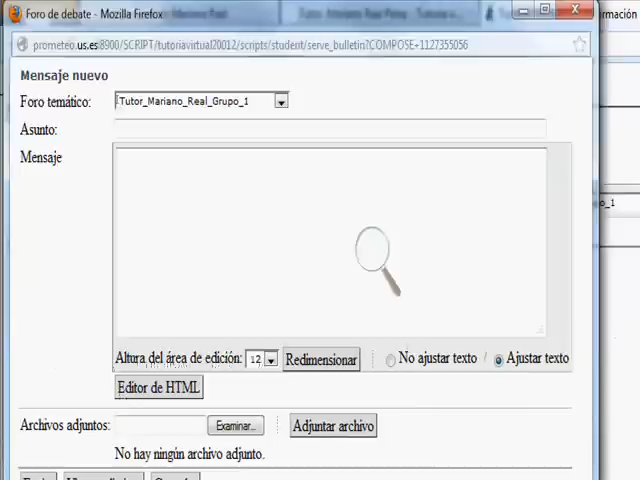 Foro de debate - Mozilla Firefox
prometeo.us.es:8900/SCRIPT/tutoriavirtual20012/scripts/student/serve_bulletin?COMPOSE+1127355056
Mensaje nuevo
Foro temático: Tutor_Mariano_Real_Grupo_1
Asunto:
Mensaje
Altura del área de edición: 12 Redimensionar No ajustar texto / Ajustar texto
Editor de HTML
Archivos adjuntos: Examinar... Adjuntar archivo
No hay ningún archivo adjunto.